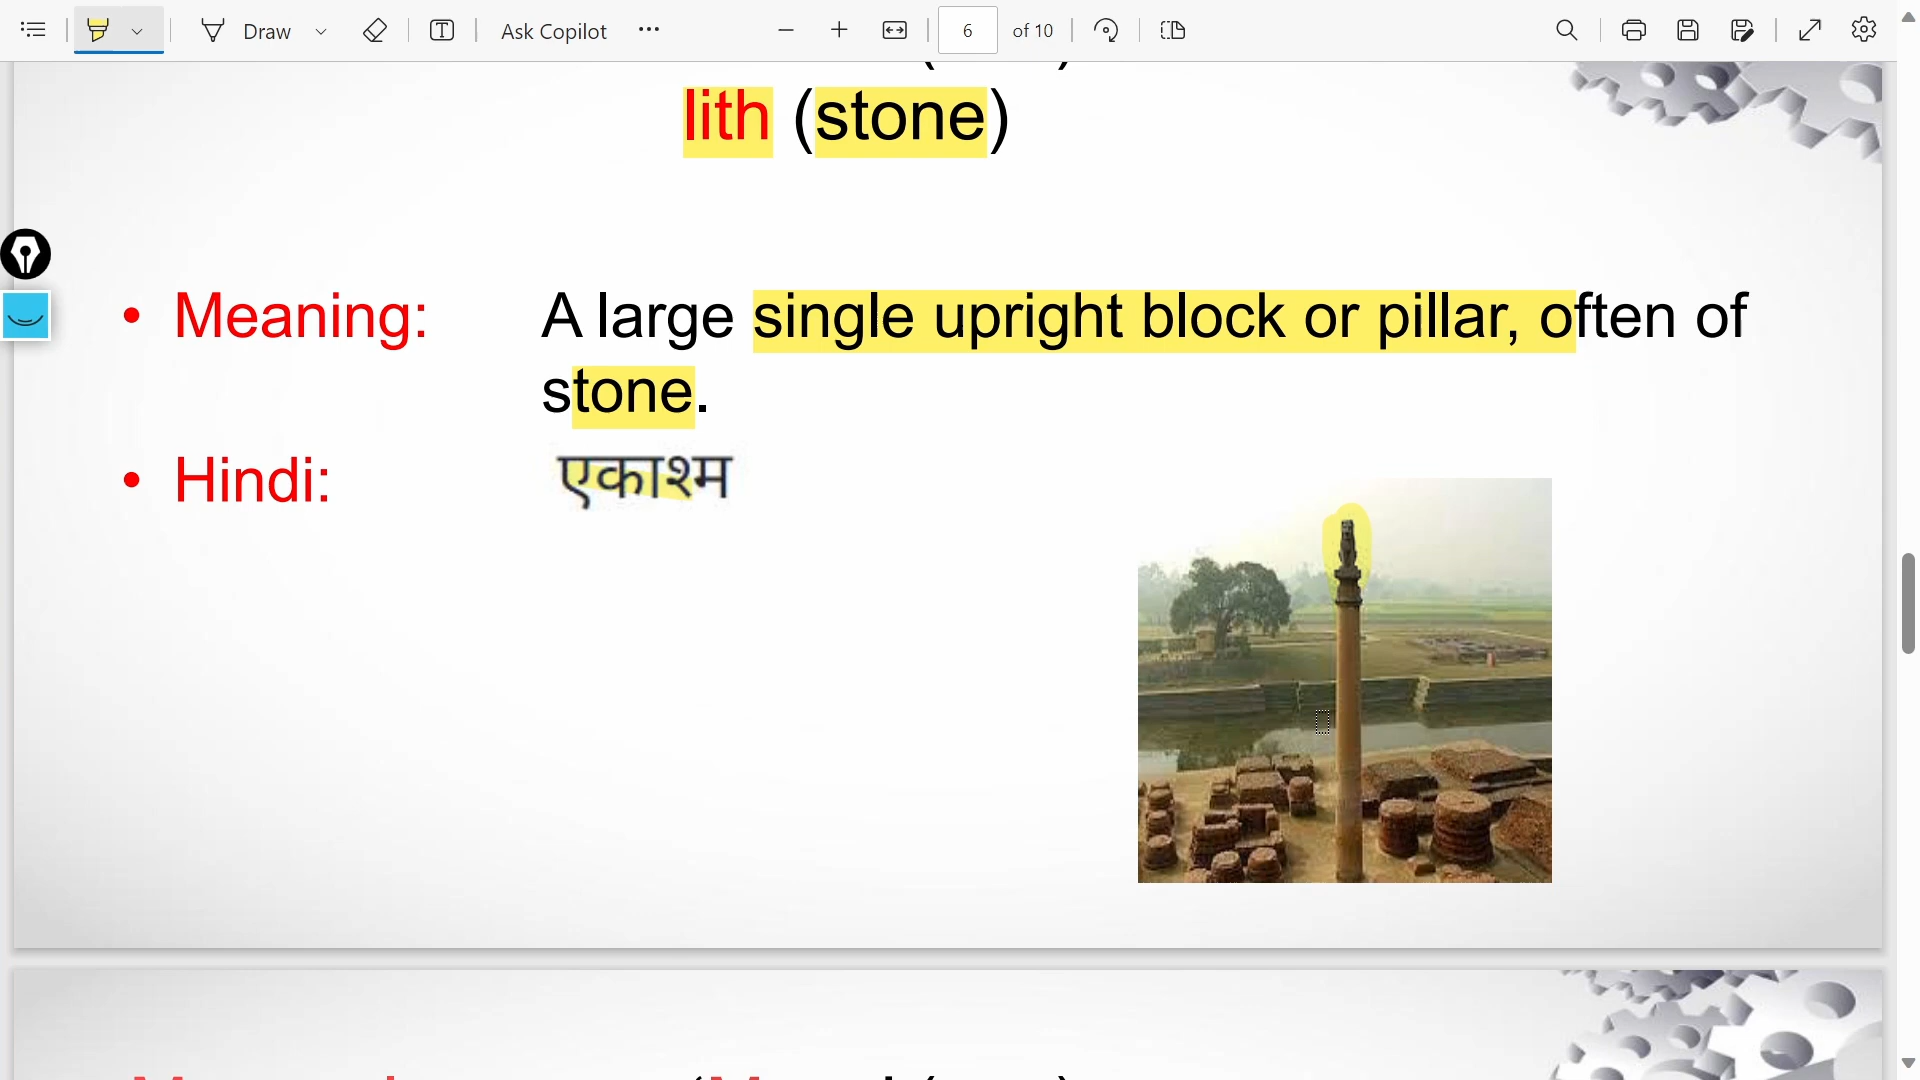 Draw
Ask Copilot
6 of 10
lith (stone)
• Meaning: A large single upright block or pillar, often of
stone.
• Hindi: एकाश्म